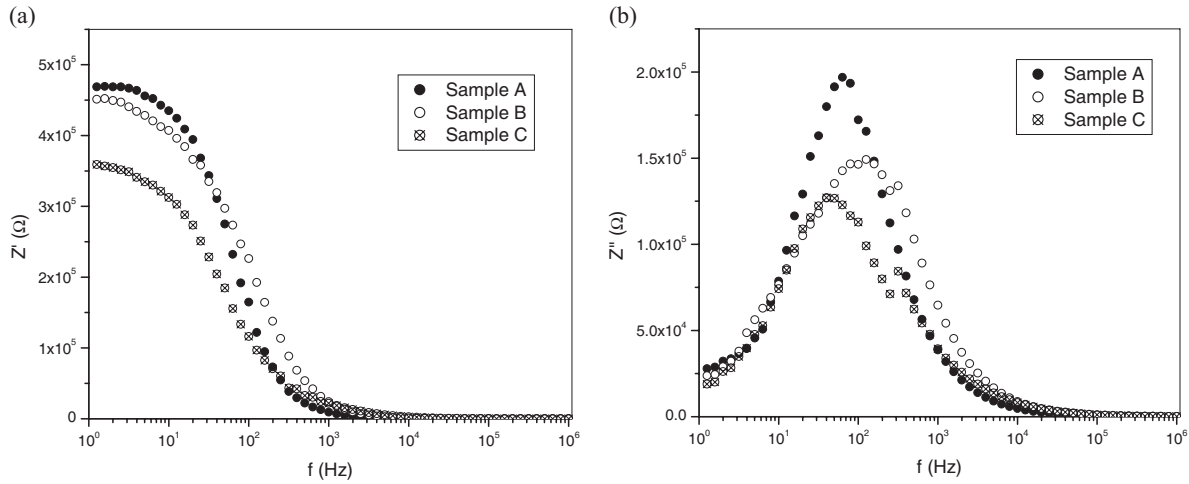 (a)
5x10⁵
4x10⁵
3x10⁵
2x10⁵
1x10⁵
0
Z' (Ω)
Sample A
Sample B
Sample C
10⁰ 10¹ 10² 10³ 10⁴ 10⁵ 10⁶
f (Hz)
(b)
2.0x10⁵
1.5x10⁵
1.0x10⁵
5.0x10⁴
0.0
Z" (Ω)
Sample A
Sample B
Sample C
10⁰ 10¹ 10² 10³ 10⁴ 10⁵ 10⁶
f (Hz)